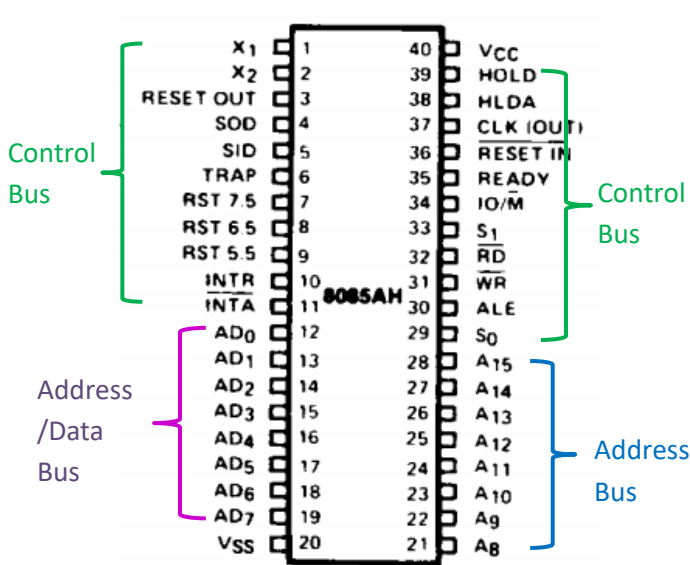 X1 1 40 VCC
X2 2 39 HOLD
RESET OUT 3 38 HLDA
SOD 4 37 CLK (OUT)
SID 5 36 RESET IN
TRAP 6 35 READY
RST 7.5 7 34 IO/M̅
RST 6.5 8 33 S1
RST 5.5 9 32 R̅D̅
INTR 10 31 W̅R̅
I̅N̅T̅A̅ 11 8085AH 30 ALE
AD0 12 29 S0
AD1 13 28 A15
AD2 14 27 A14
AD3 15 26 A13
AD4 16 25 A12
AD5 17 24 A11
AD6 18 23 A10
AD7 19 22 A9
VSS 20 21 A8
Control
Bus
Address
/Data
Bus
Control
Bus
Address
Bus